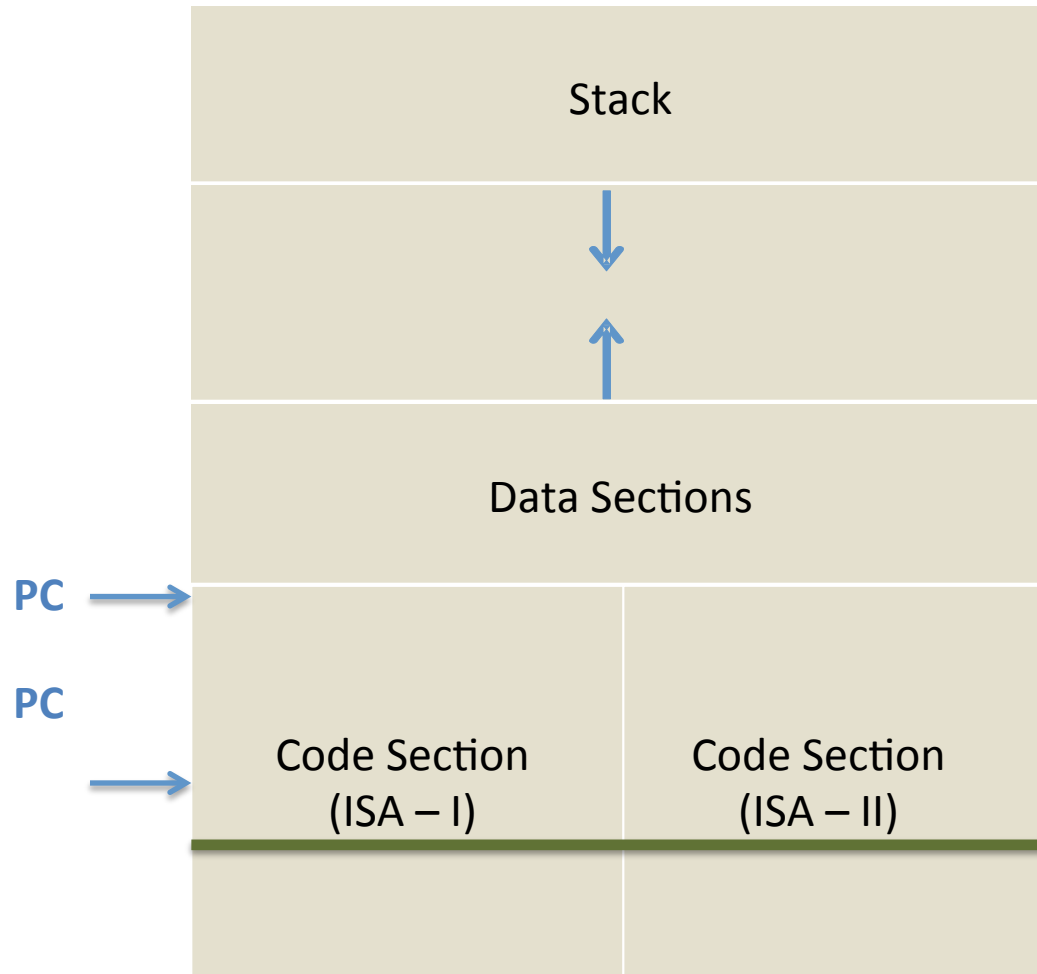 Stack
Data Sections
PC
PC
Code Section
(ISA – I)
Code Section
(ISA – II)